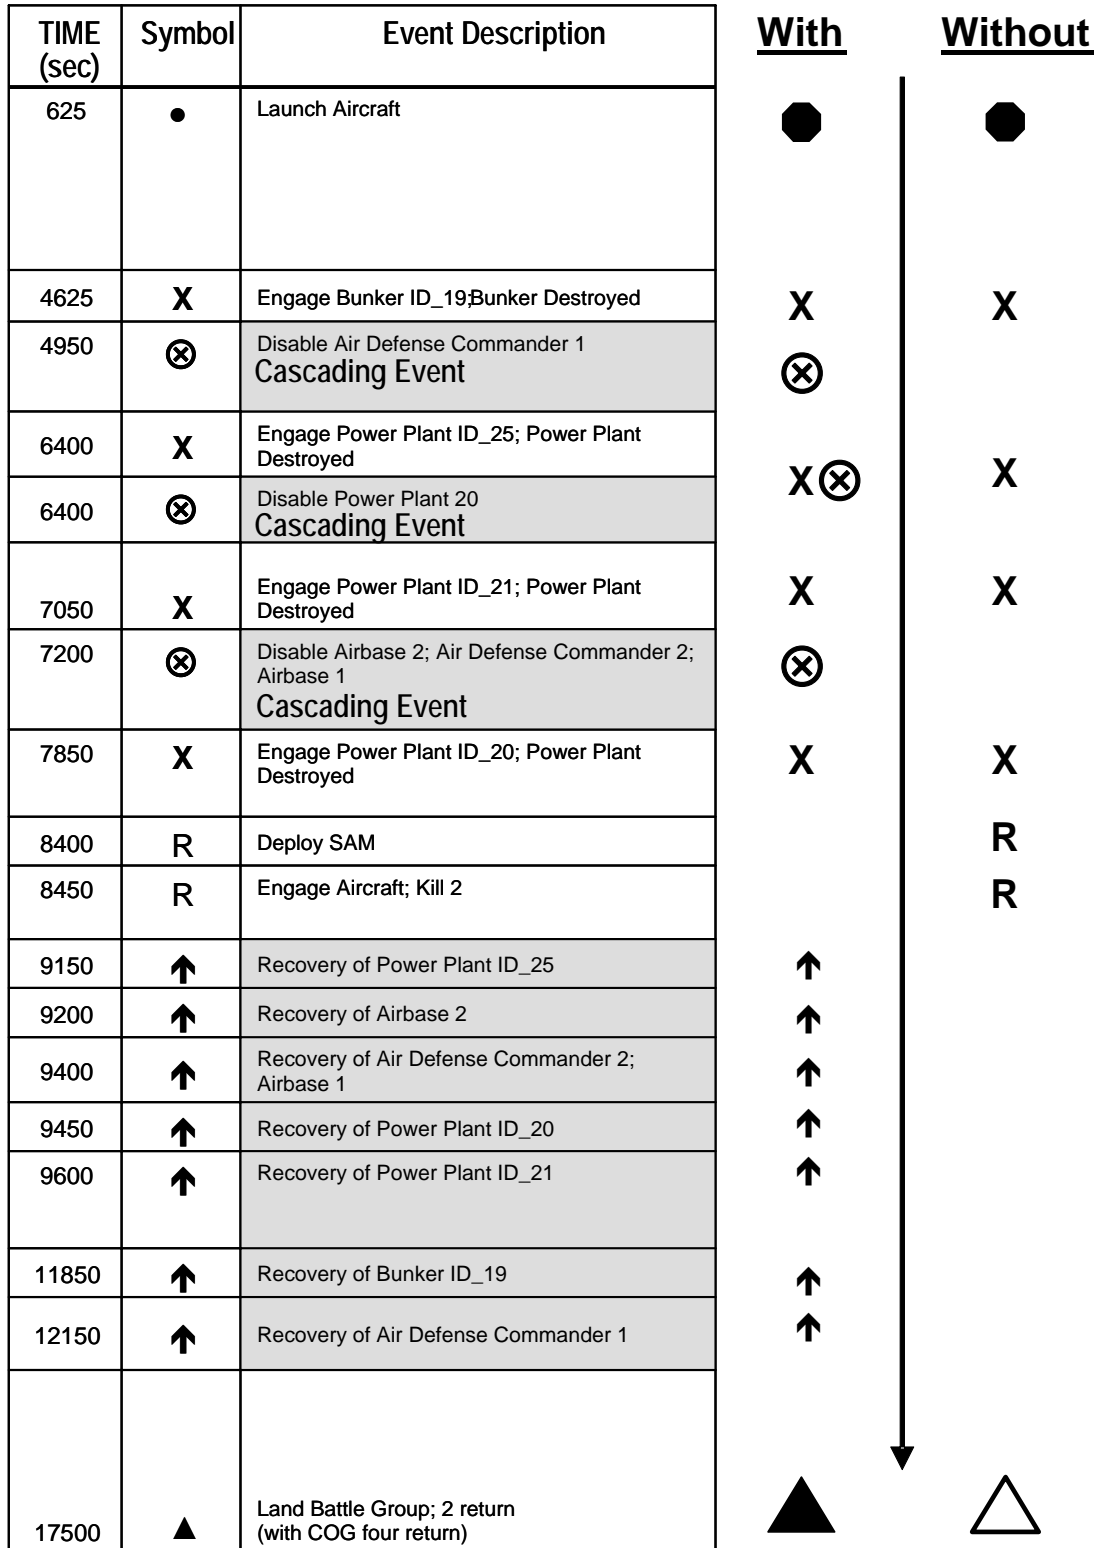 TIME (sec) Symbol Event Description With Without
625 ● Launch Aircraft
4625 X Engage Bunker ID_19;Bunker Destroyed X X
4950 ⊗ Disable Air Defense Commander 1
Cascading Event ⊗
6400 X Engage Power Plant ID_25; Power Plant
Destroyed X X
6400 ⊗ Disable Power Plant 20
Cascading Event ⊗
7050 X Engage Power Plant ID_21; Power Plant
Destroyed X X
7200 ⊗ Disable Airbase 2; Air Defense Commander 2;
Airbase 1
Cascading Event ⊗
7850 X Engage Power Plant ID_20; Power Plant
Destroyed X X
8400 R Deploy SAM R
8450 R Engage Aircraft; Kill 2 R
9150 ↑ Recovery of Power Plant ID_25 ↑
9200 ↑ Recovery of Airbase 2 ↑
9400 ↑ Recovery of Air Defense Commander 2;
Airbase 1 ↑
9450 ↑ Recovery of Power Plant ID_20 ↑
9600 ↑ Recovery of Power Plant ID_21 ↑
11850 ↑ Recovery of Bunker ID_19 ↑
12150 ↑ Recovery of Air Defense Commander 1 ↑
17500 ▲ Land Battle Group; 2 return
(with COG four return) ▲ △